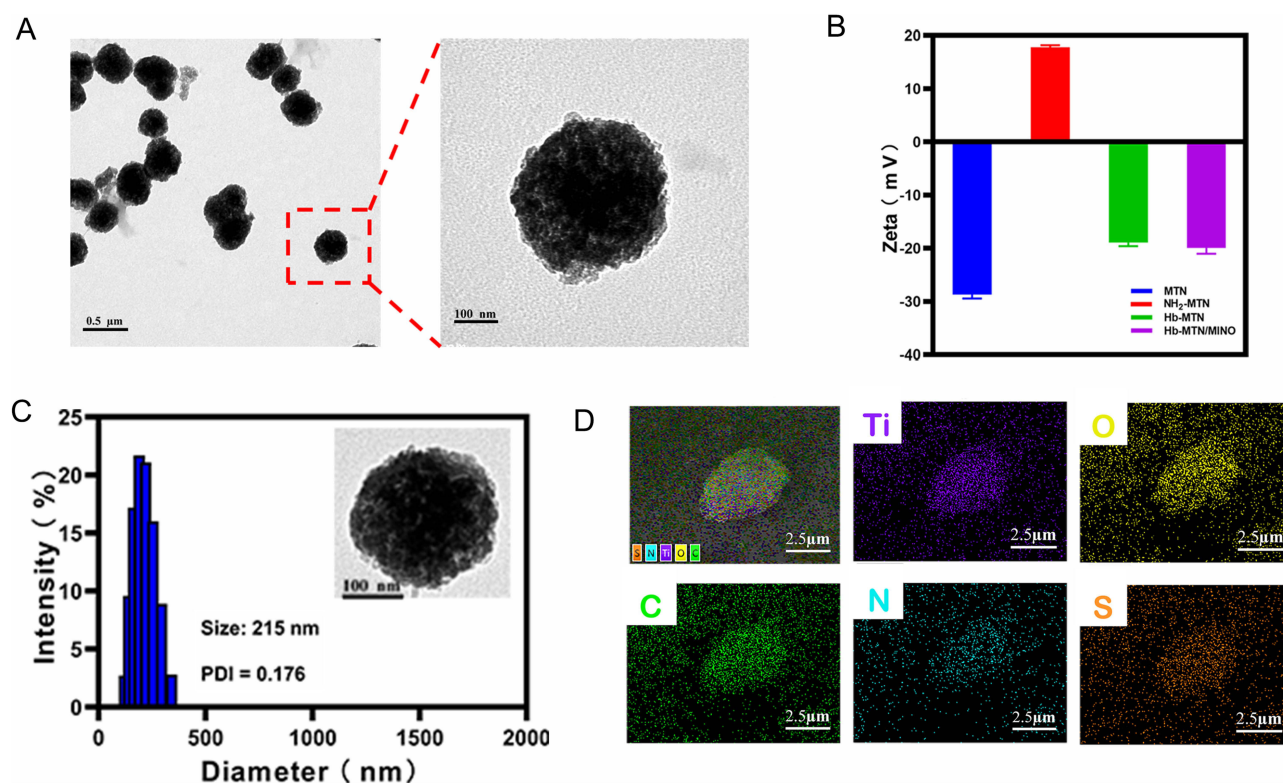 A
0.5 μm
100 nm
B
Zeta ( mV )
20
10
0
-10
-20
-30
-40
MTN
NH₂-MTN
Hb-MTN
Hb-MTN/MINO
C
Intensity ( % )
25
20
15
10
5
0
100 nm
Size: 215 nm
PDI = 0.176
0 500 1000 1500 2000
Diameter ( nm )
D
S N Ti O C
2.5μm
Ti
2.5μm
O
2.5μm
C
2.5μm
N
2.5μm
S
2.5μm